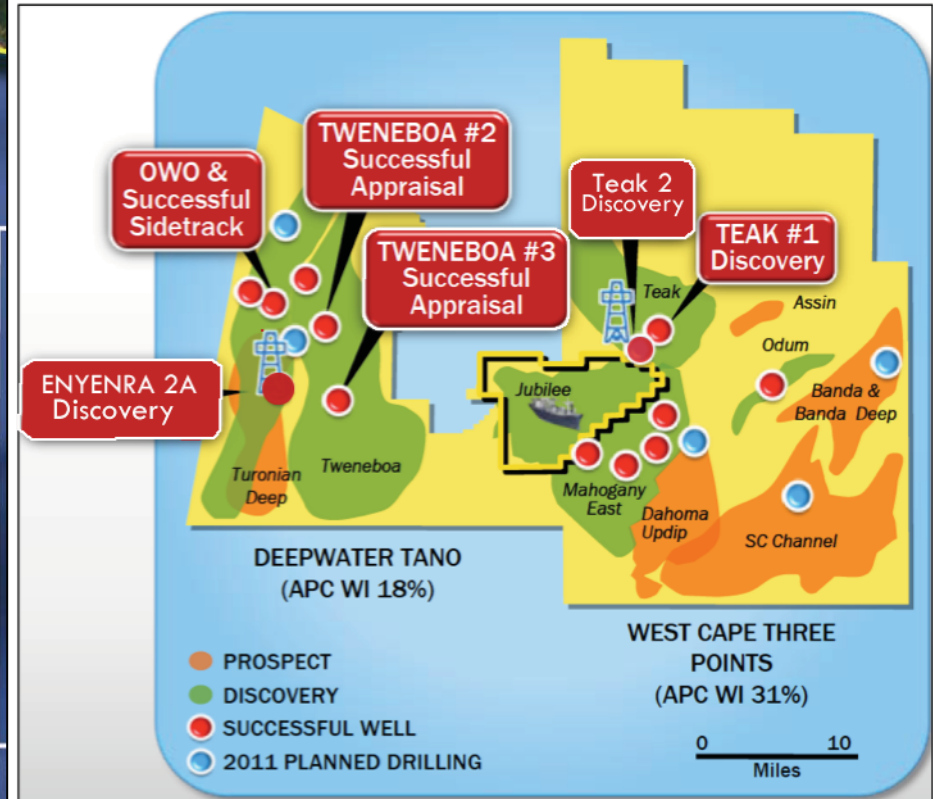 TWENEBOA #2
Successful
Appraisal
OWO &
Successful
Sidetrack
Teak 2
Discovery
TWENEBOA #3
Successful
Appraisal
TEAK #1
Discovery
Teak
Assin
Odum
ENYENRA 2A
Discovery
Jubilee
Banda &
Banda Deep
Turonian
Deep
Tweneboa
Mahogany
East
Dahoma
Updip
SC Channel
DEEPWATER TANO
(APC WI 18%)
WEST CAPE THREE
POINTS
(APC WI 31%)
PROSPECT
DISCOVERY
SUCCESSFUL WELL
2011 PLANNED DRILLING
0 10
Miles